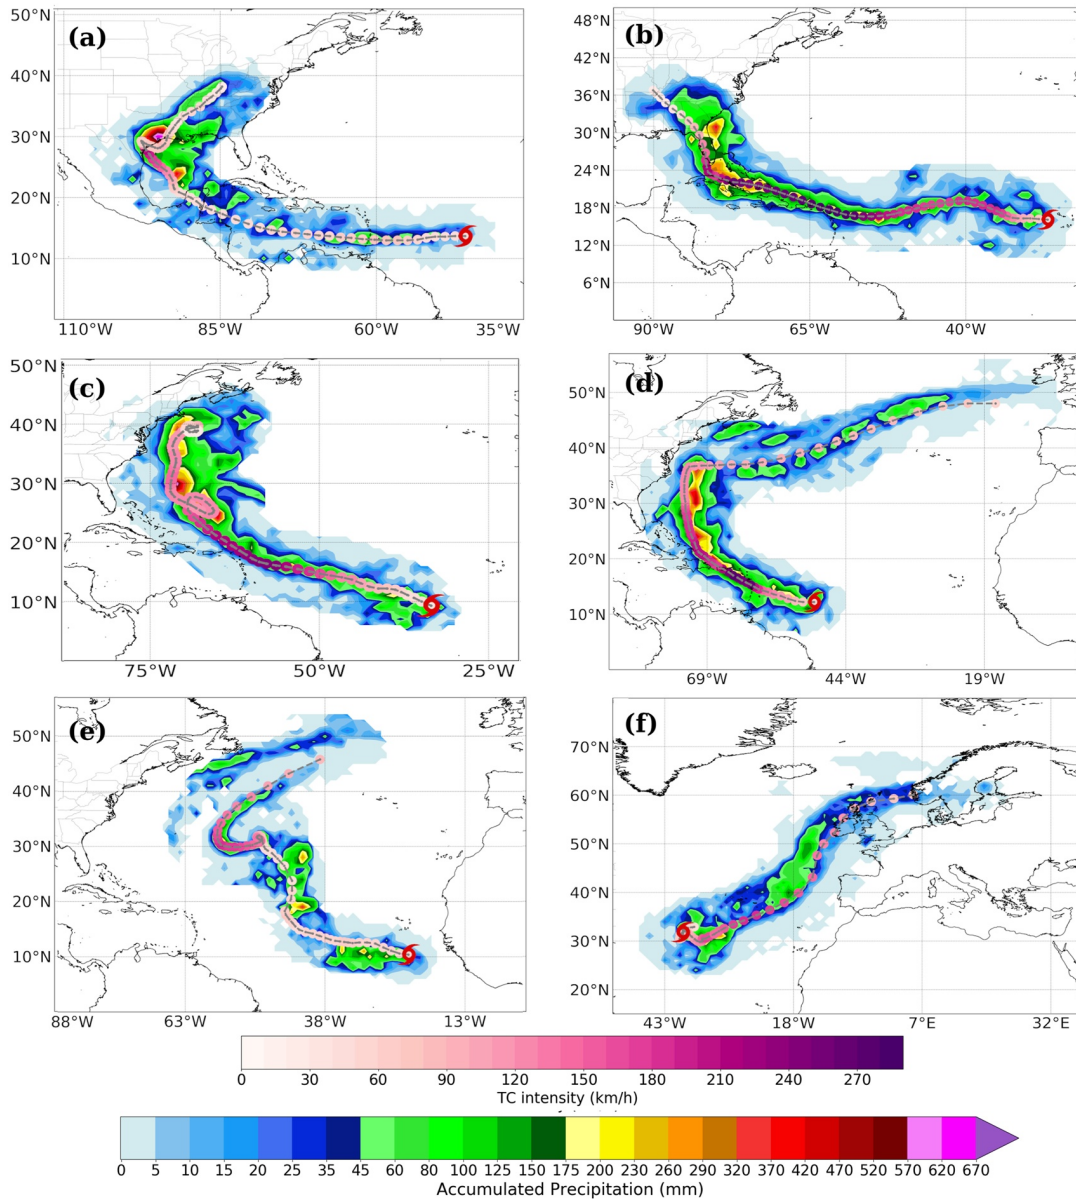 (a)
50°N
40°N
30°N
20°N
10°N
110°W 85°W 60°W 35°W
(b)
48°N
42°N
36°N
30°N
24°N
18°N
12°N
6°N
90°W 65°W 40°W
(c)
50°N
40°N
30°N
20°N
10°N
75°W 50°W 25°W
(d)
50°N
40°N
30°N
20°N
10°N
69°W 44°W 19°W
(e)
50°N
40°N
30°N
20°N
10°N
88°W 63°W 38°W 13°W
(f)
70°N
60°N
50°N
40°N
30°N
20°N
43°W 18°W 7°E 32°E
0 30 60 90 120 150 180 210 240 270
TC intensity (km/h)
0 5 10 15 20 25 35 45 60 80 100 125 150 175 200 230 260 290 320 370 420 470 520 570 620 670
Accumulated Precipitation (mm)